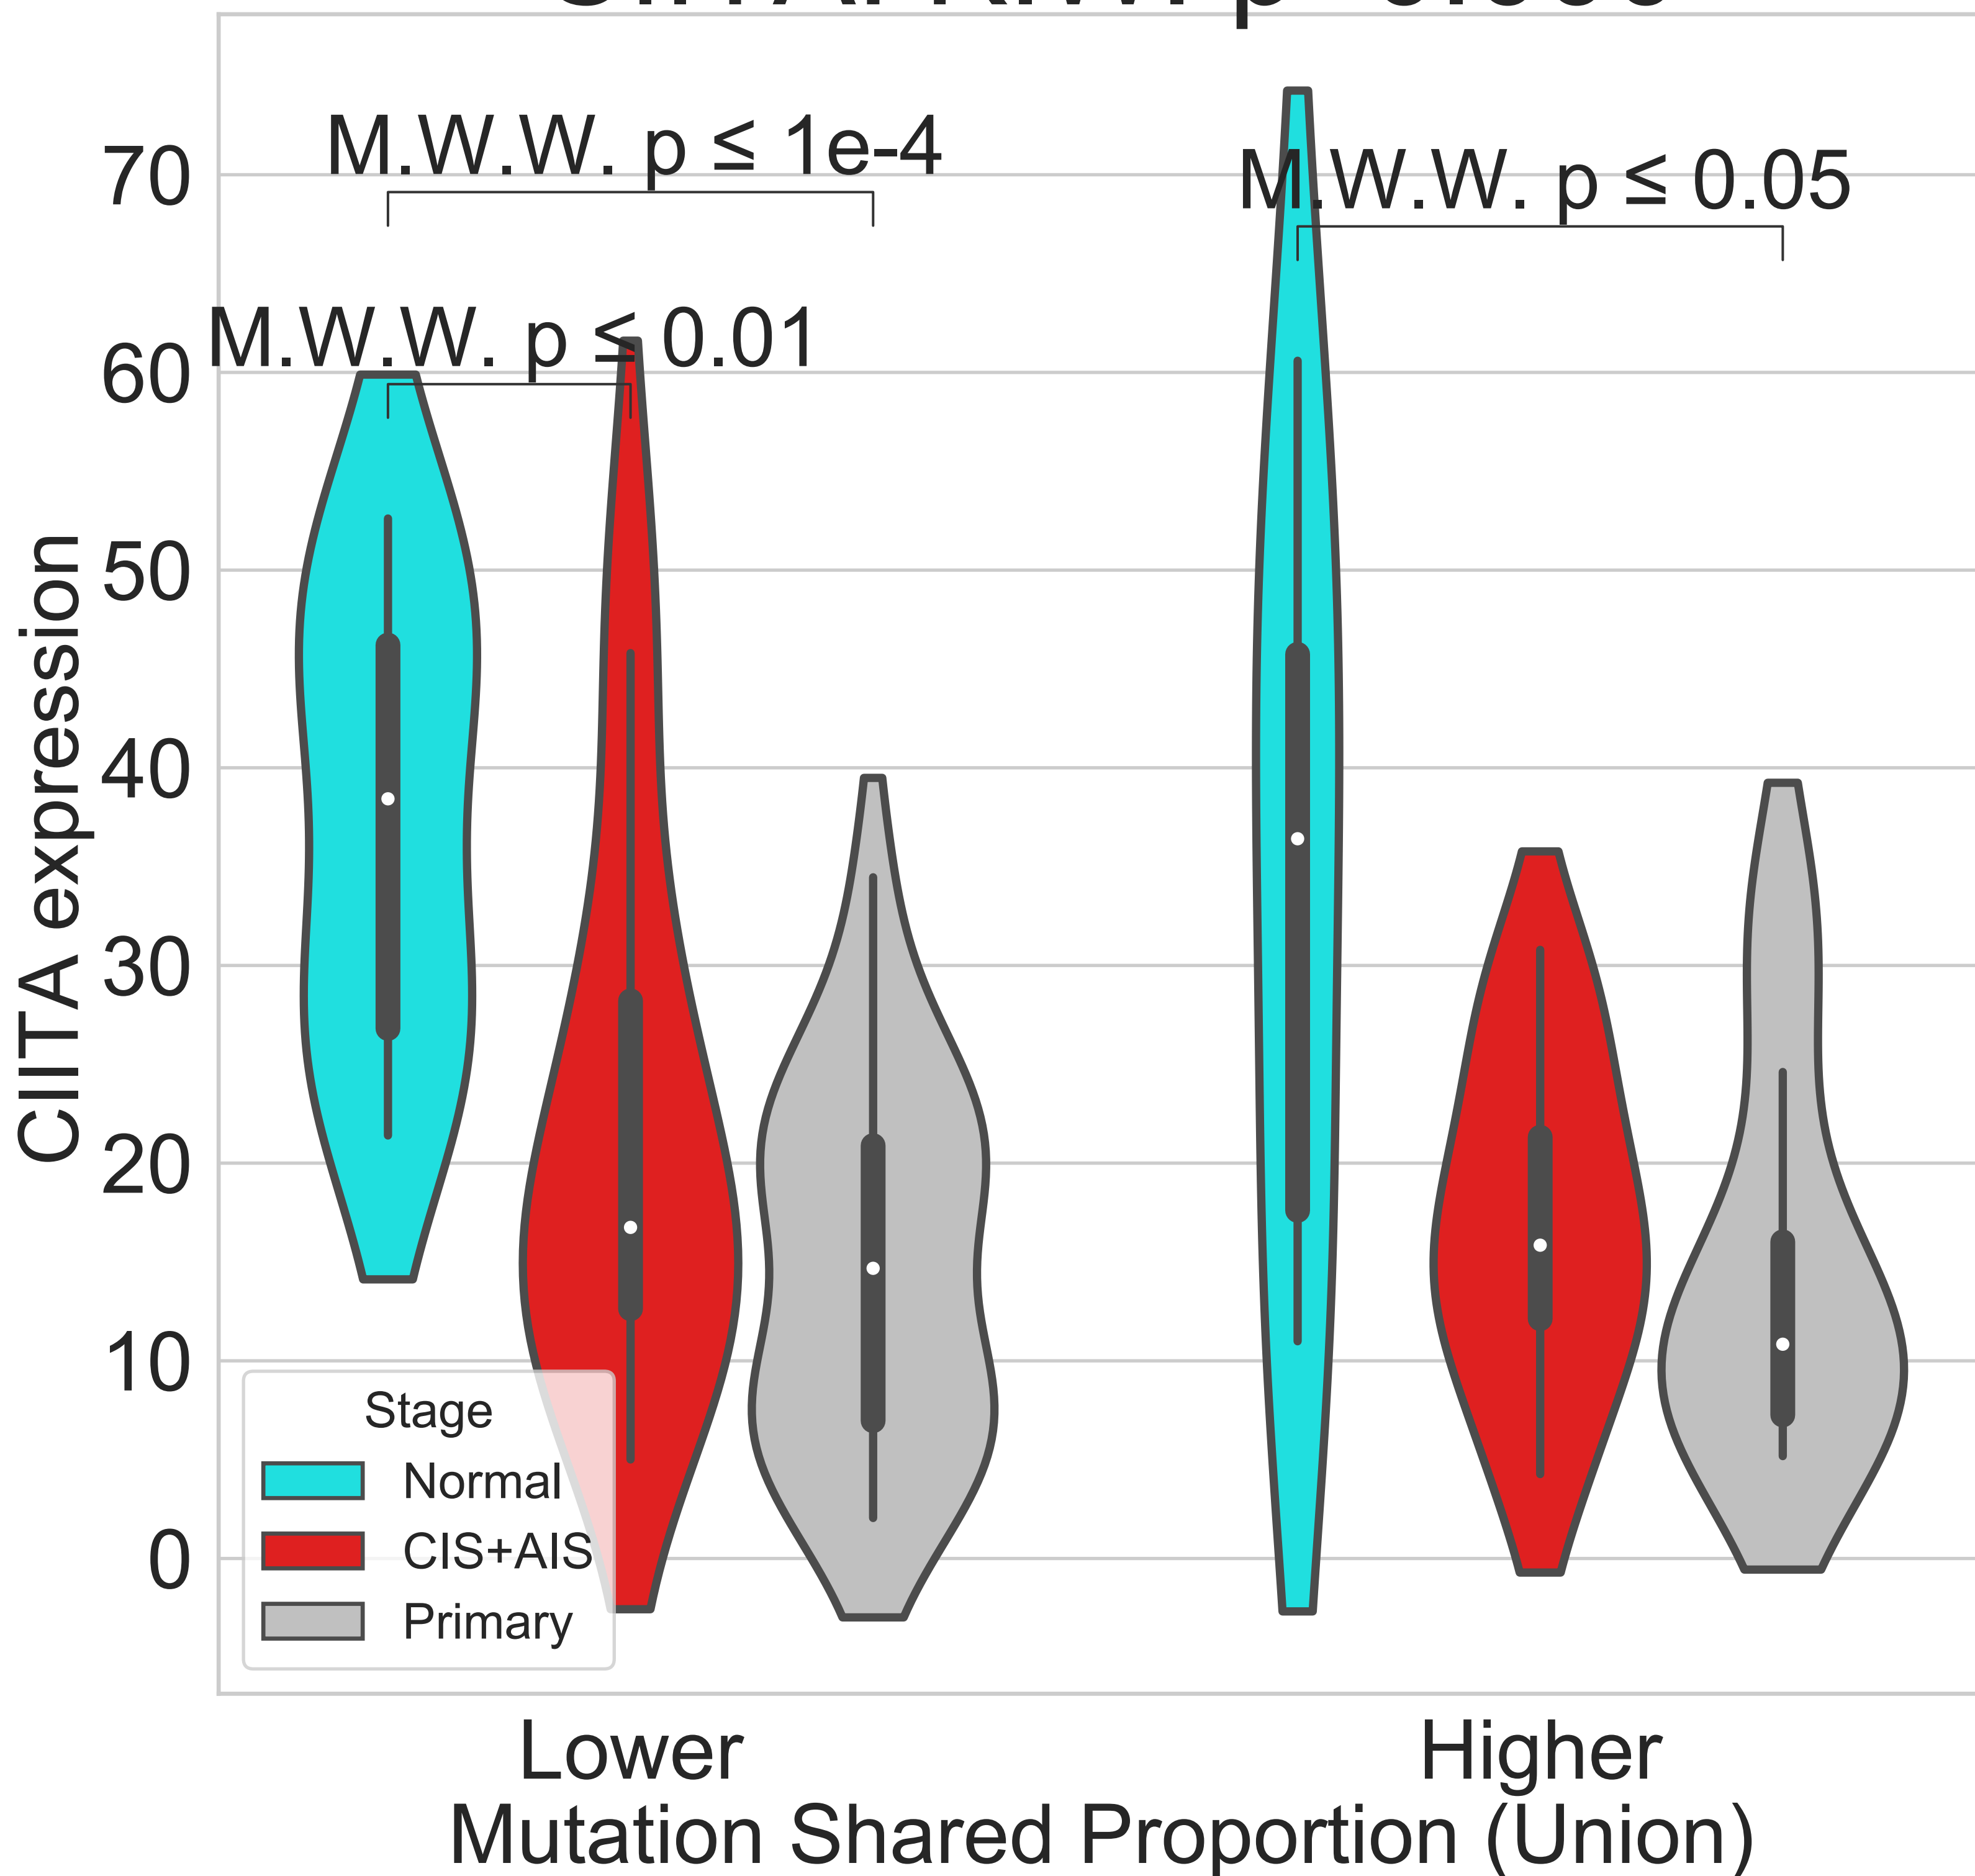 M.W.W. p ≤ 1e-4
M.W.W. p ≤ 0.05
M.W.W. p ≤ 0.01
70
60
50
40
30
20
10
0
CIITA expression
Stage
Normal
CIS+AIS
Primary
Lower
Higher
Mutation Shared Proportion (Union)